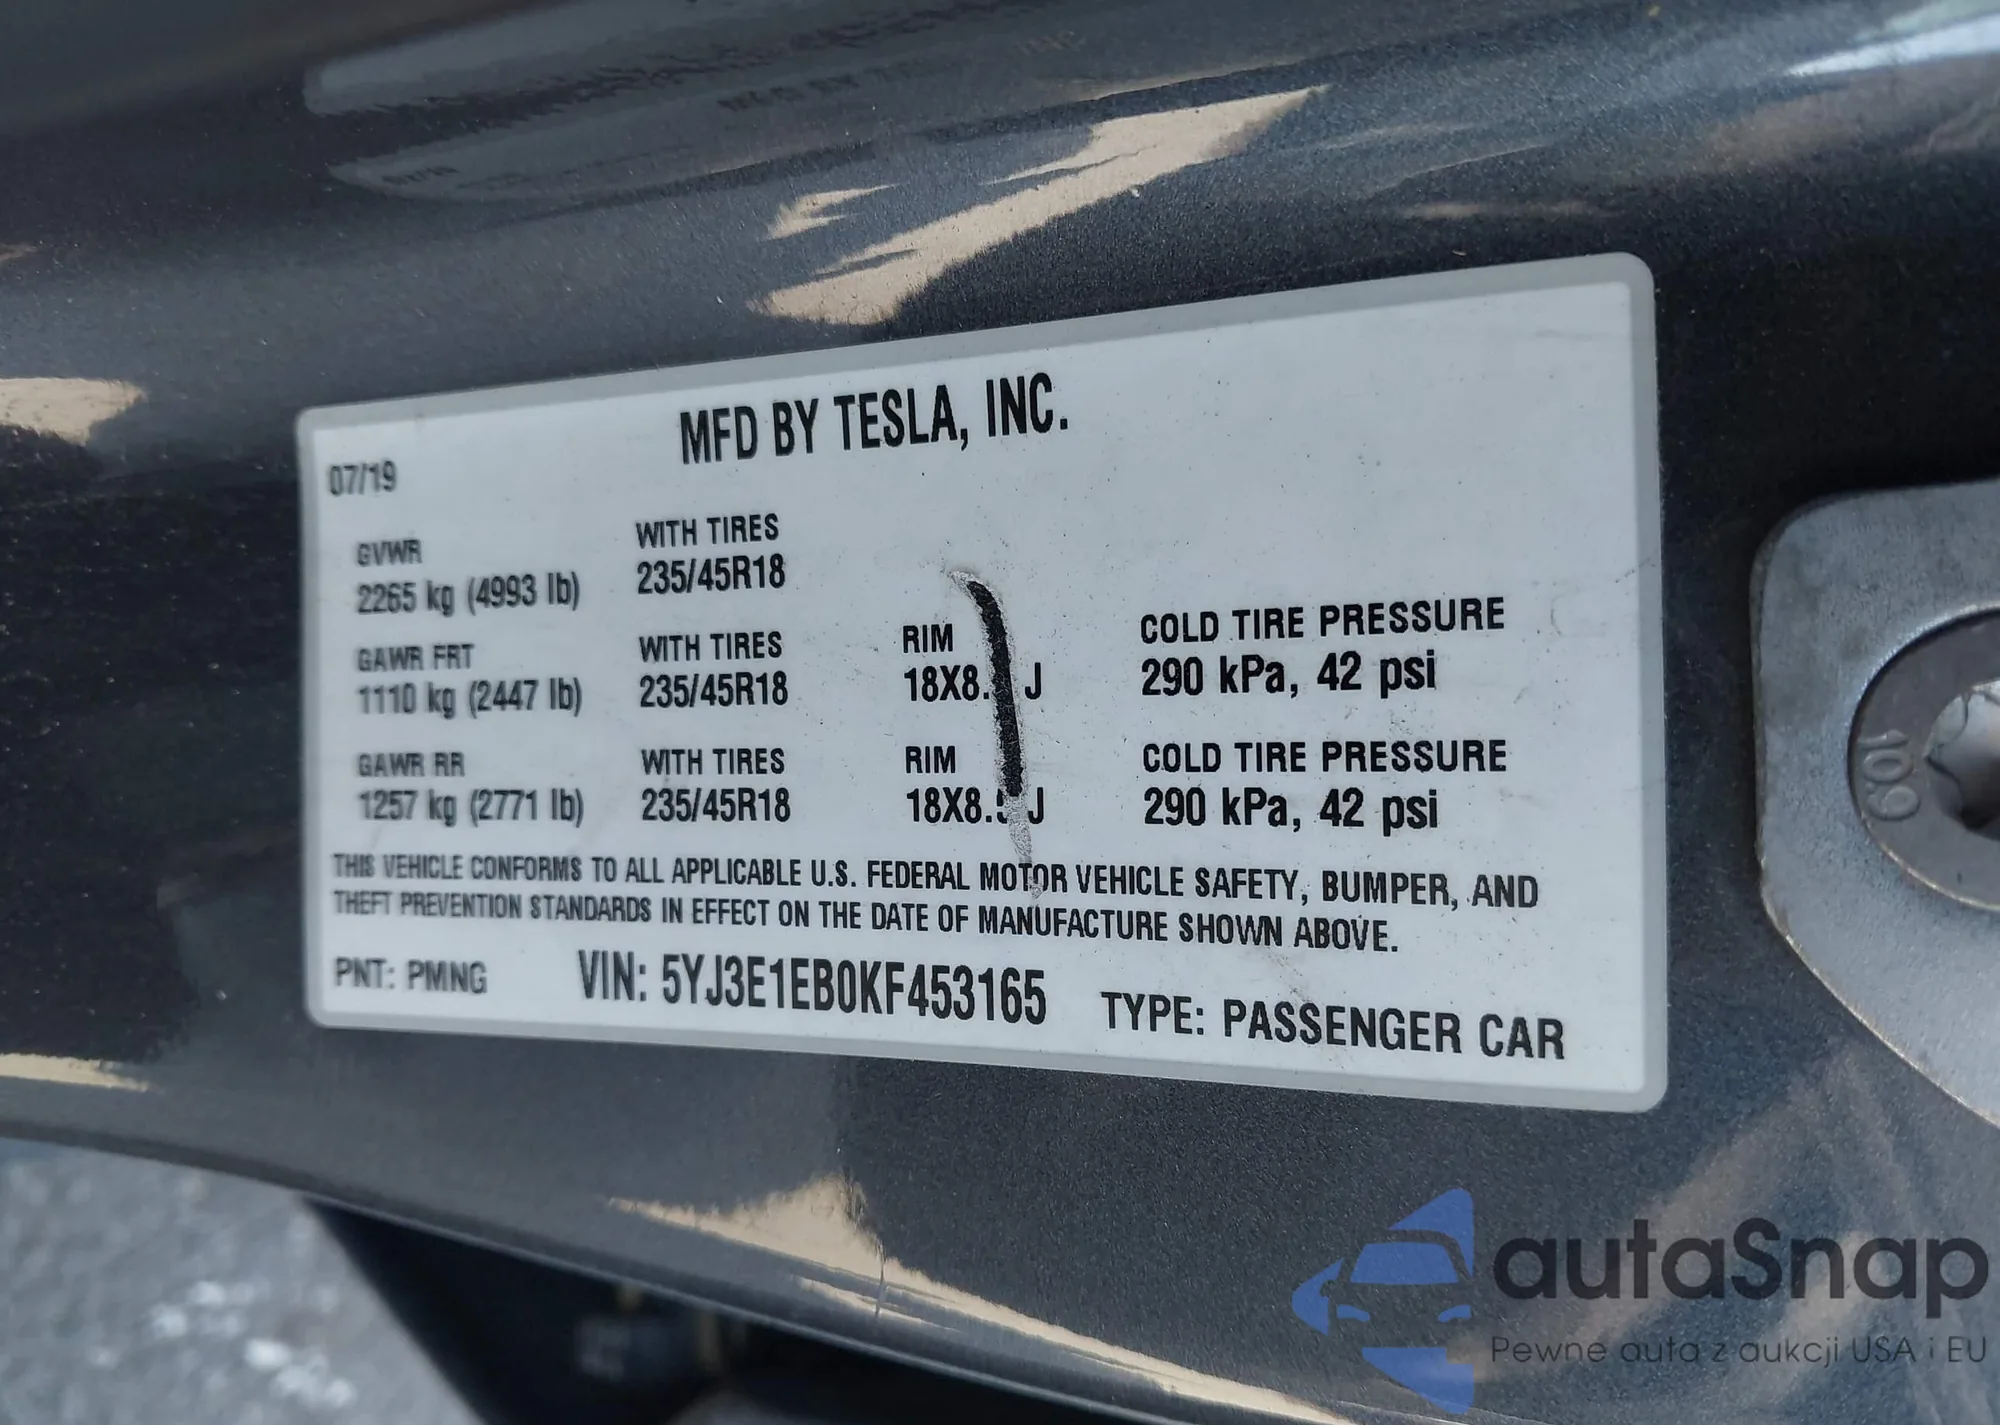 MFD BY TESLA, INC.
07/19
GVWR
2265 kg (4993 lb)
WITH TIRES
235/45R18
GAWR FRT
1110 kg (2447 lb)
WITH TIRES
235/45R18
RIM
18X8. J
COLD TIRE PRESSURE
290 kPa, 42 psi
GAWR RR
1257 kg (2771 lb)
WITH TIRES
235/45R18
RIM
18X8. J
COLD TIRE PRESSURE
290 kPa, 42 psi
THIS VEHICLE CONFORMS TO ALL APPLICABLE U.S. FEDERAL MOTOR VEHICLE SAFETY, BUMPER, AND
THEFT PREVENTION STANDARDS IN EFFECT ON THE DATE OF MANUFACTURE SHOWN ABOVE.
PNT: PMNG VIN: 5YJ3E1EB0KF453165 TYPE: PASSENGER CAR
10.9
autaSnap
Pewne auta z aukcji USA i EU